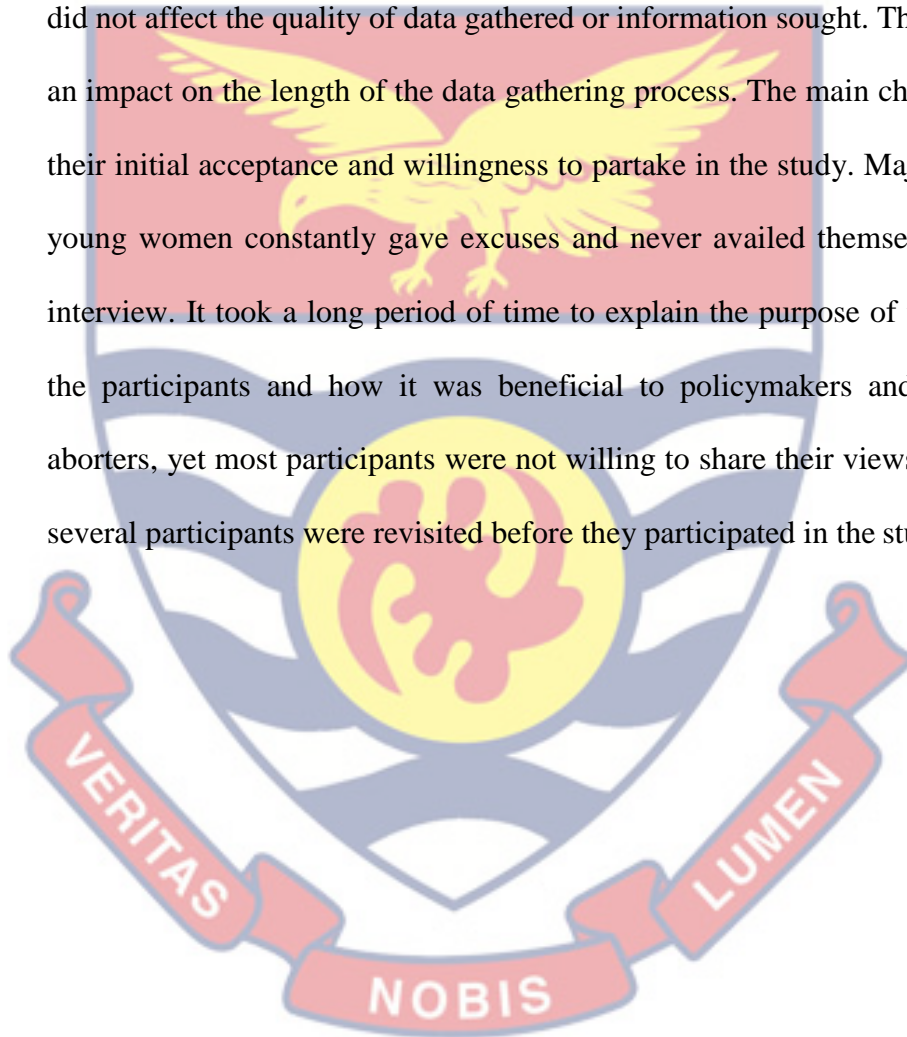 did not affect the quality of data gathered or information sought. Th
an impact on the length of the data gathering process. The main ch
their initial acceptance and willingness to partake in the study. Maj
young women constantly gave excuses and never availed themse
interview. It took a long period of time to explain the purpose of
the participants and how it was beneficial to policymakers and
aborters, yet most participants were not willing to share their views
several participants were revisited before they participated in the stu
VERITAS
NOBIS
LUMEN